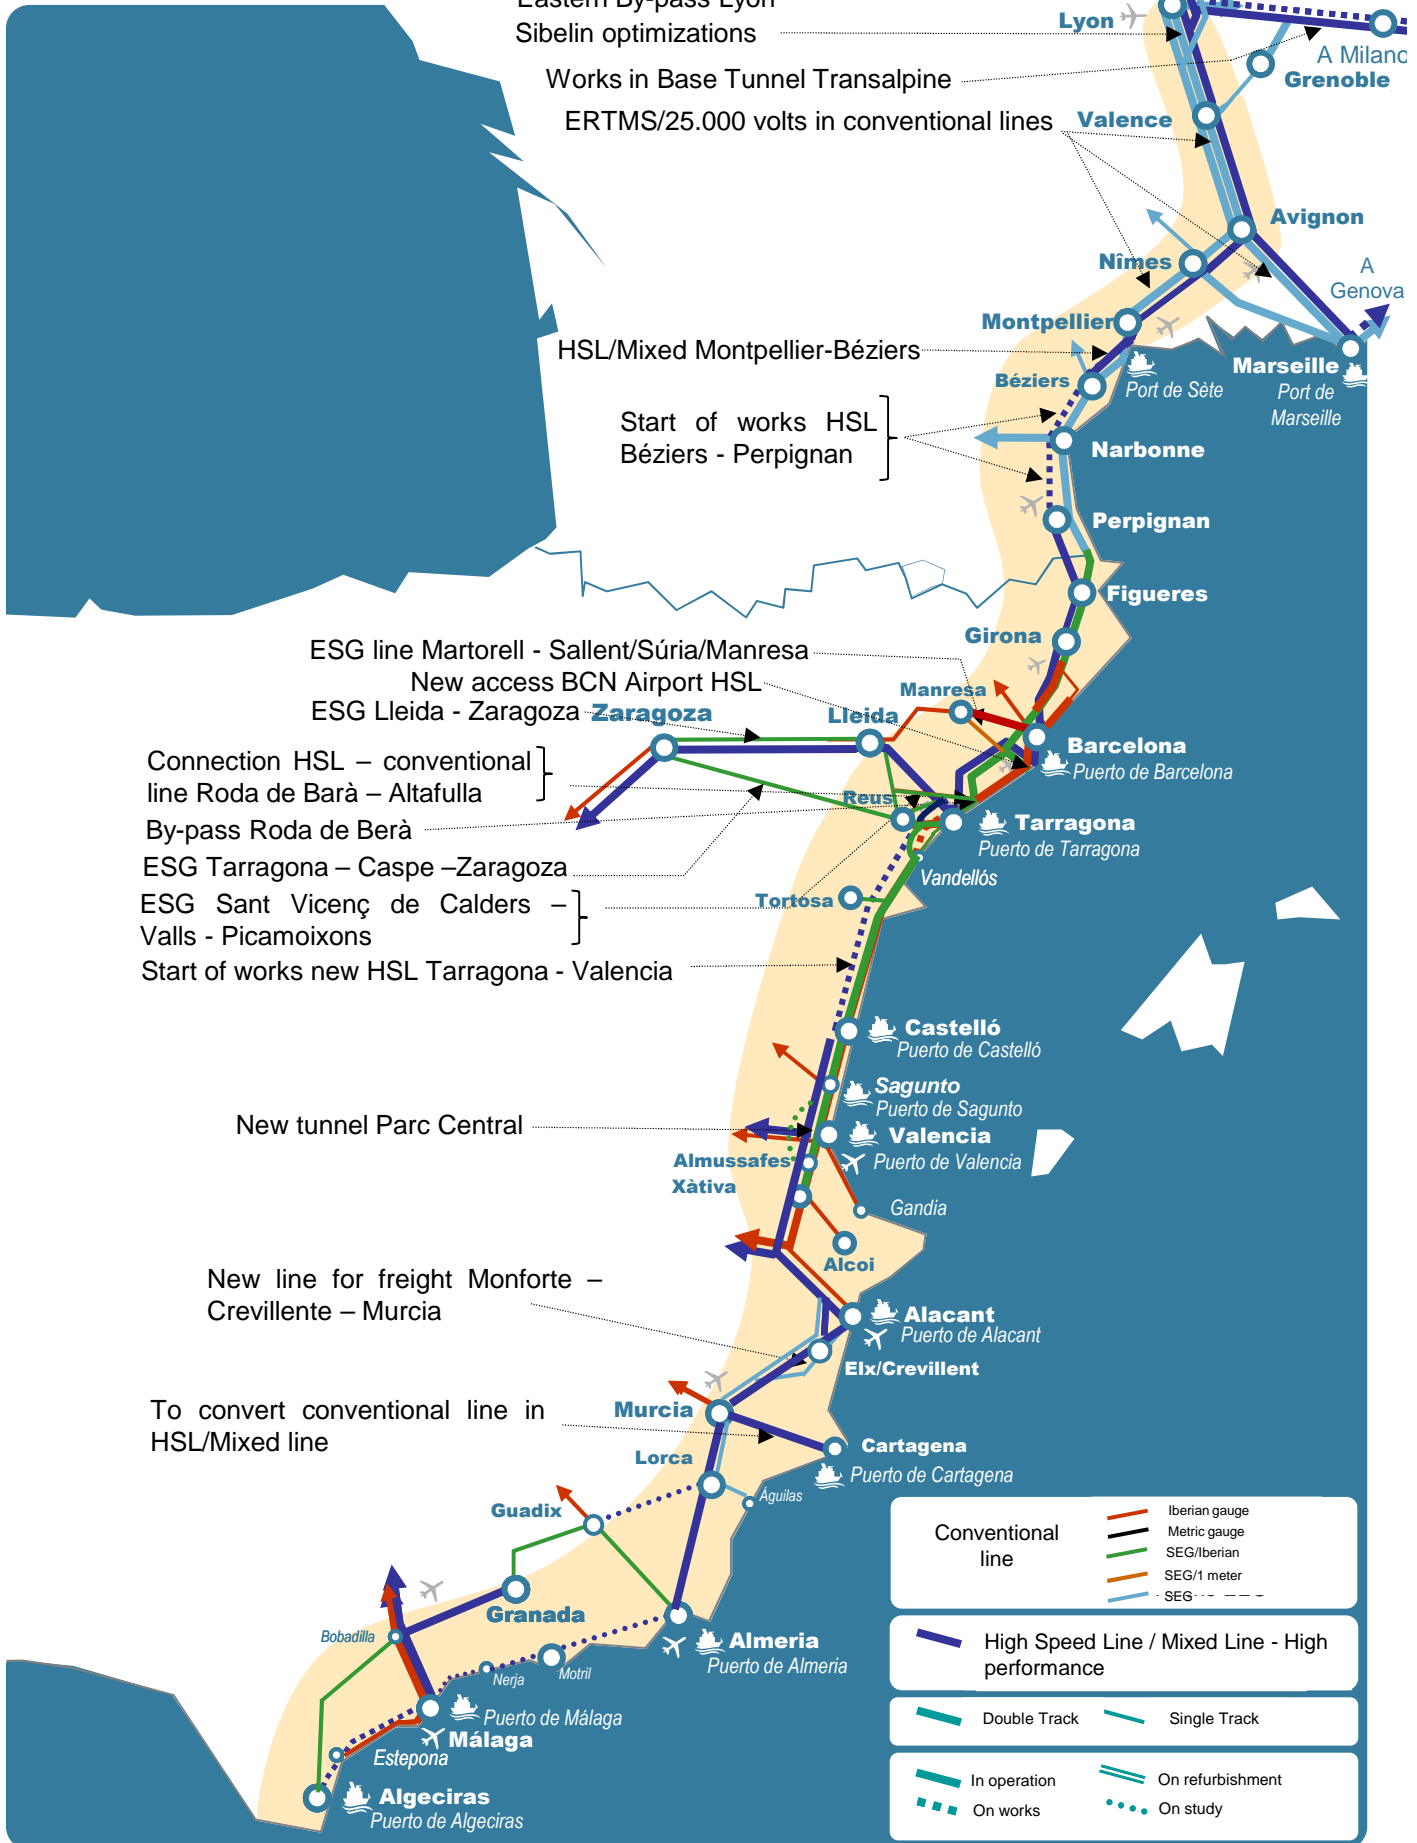 Eastern By-pass Lyon
Sibelin optimizations
Lyon
A Milano
Works in Base Tunnel Transalpine
Grenoble
ERTMS/25.000 volts in conventional lines
Valence
Avignon
Nîmes
A
Genova
Montpellier
HSL/Mixed Montpellier-Béziers
Marseille
Port de
Marseille
Béziers
Port de Sète
Start of works HSL
Béziers - Perpignan
Narbonne
Perpignan
Figueres
Girona
ESG line Martorell - Sallent/Súria/Manresa
New access BCN Airport HSL
Manresa
ESG Lleida - Zaragoza
Zaragoza
Lleida
Barcelona
Puerto de Barcelona
Connection HSL – conventional
line Roda de Barà – Altafulla
Reus
By-pass Roda de Berà
Tarragona
Puerto de Tarragona
ESG Tarragona – Caspe –Zaragoza
Vandellós
Tortosa
ESG Sant Vicenç de Calders –
Valls - Picamoixons
Start of works new HSL Tarragona - Valencia
Castelló
Puerto de Castelló
Sagunto
Puerto de Sagunto
New tunnel Parc Central
Valencia
Puerto de Valencia
Almussafes
Xàtiva
Gandia
Alcoi
New line for freight Monforte –
Crevillente – Murcia
Alacant
Puerto de Alacant
Elx/Crevillent
To convert conventional line in
HSL/Mixed line
Murcia
Cartagena
Puerto de Cartagena
Lorca
Águilas
Guadix
Granada
Bobadilla
Almeria
Puerto de Almeria
Nerja
Motril
Puerto de Málaga
Málaga
Estepona
Algeciras
Puerto de Algeciras
Conventional
line
Iberian gauge
Metric gauge
SEG/Iberian
SEG/1 meter
SEG
High Speed Line / Mixed Line - High
performance
Double Track
Single Track
In operation
On refurbishment
On works
On study